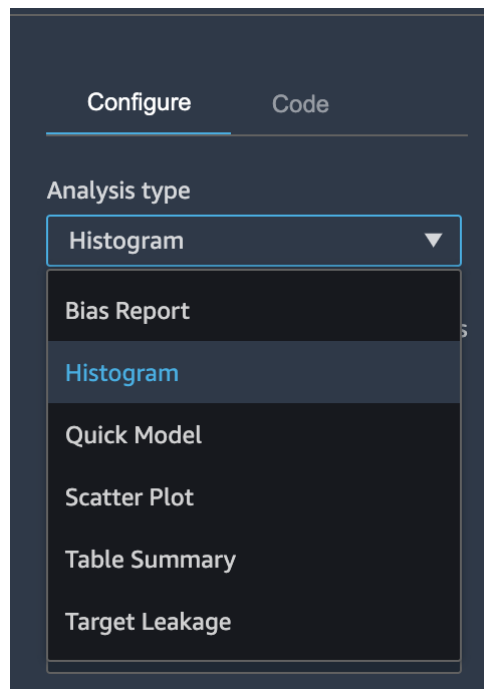 Configure
Code
Analysis type
Histogram
Bias Report
Histogram
Quick Model
Scatter Plot
Table Summary
Target Leakage